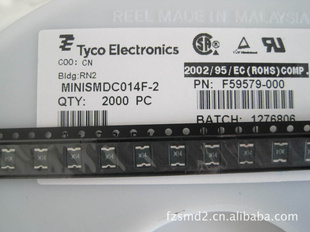 REEL MADE IN MALAYSIA
Tyco Electronics
COO: CN
Bldg:RN2
2002/95/EC(ROHS)COMP.
MINISMDC014F-2
PN: F59579-000
QTY: 2000 PC
BATCH: 1276806
fzsmd2.cn.alibaba.com